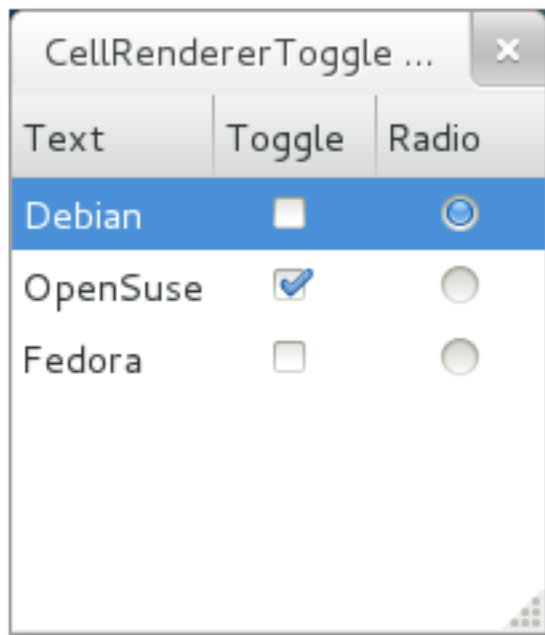 CellRendererToggle ...
Text Toggle Radio
Debian
OpenSuse
Fedora